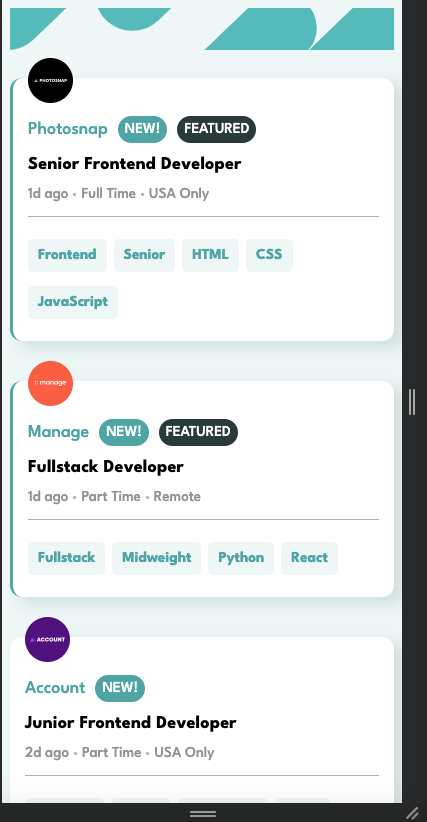 PHOTOSNAP
Photosnap NEW! FEATURED
Senior Frontend Developer
1d ago · Full Time · USA Only
Frontend Senior HTML CSS
JavaScript
manage
Manage NEW! FEATURED
Fullstack Developer
1d ago · Part Time · Remote
Fullstack Midweight Python React
ACCOUNT
Account NEW!
Junior Frontend Developer
2d ago · Part Time · USA Only